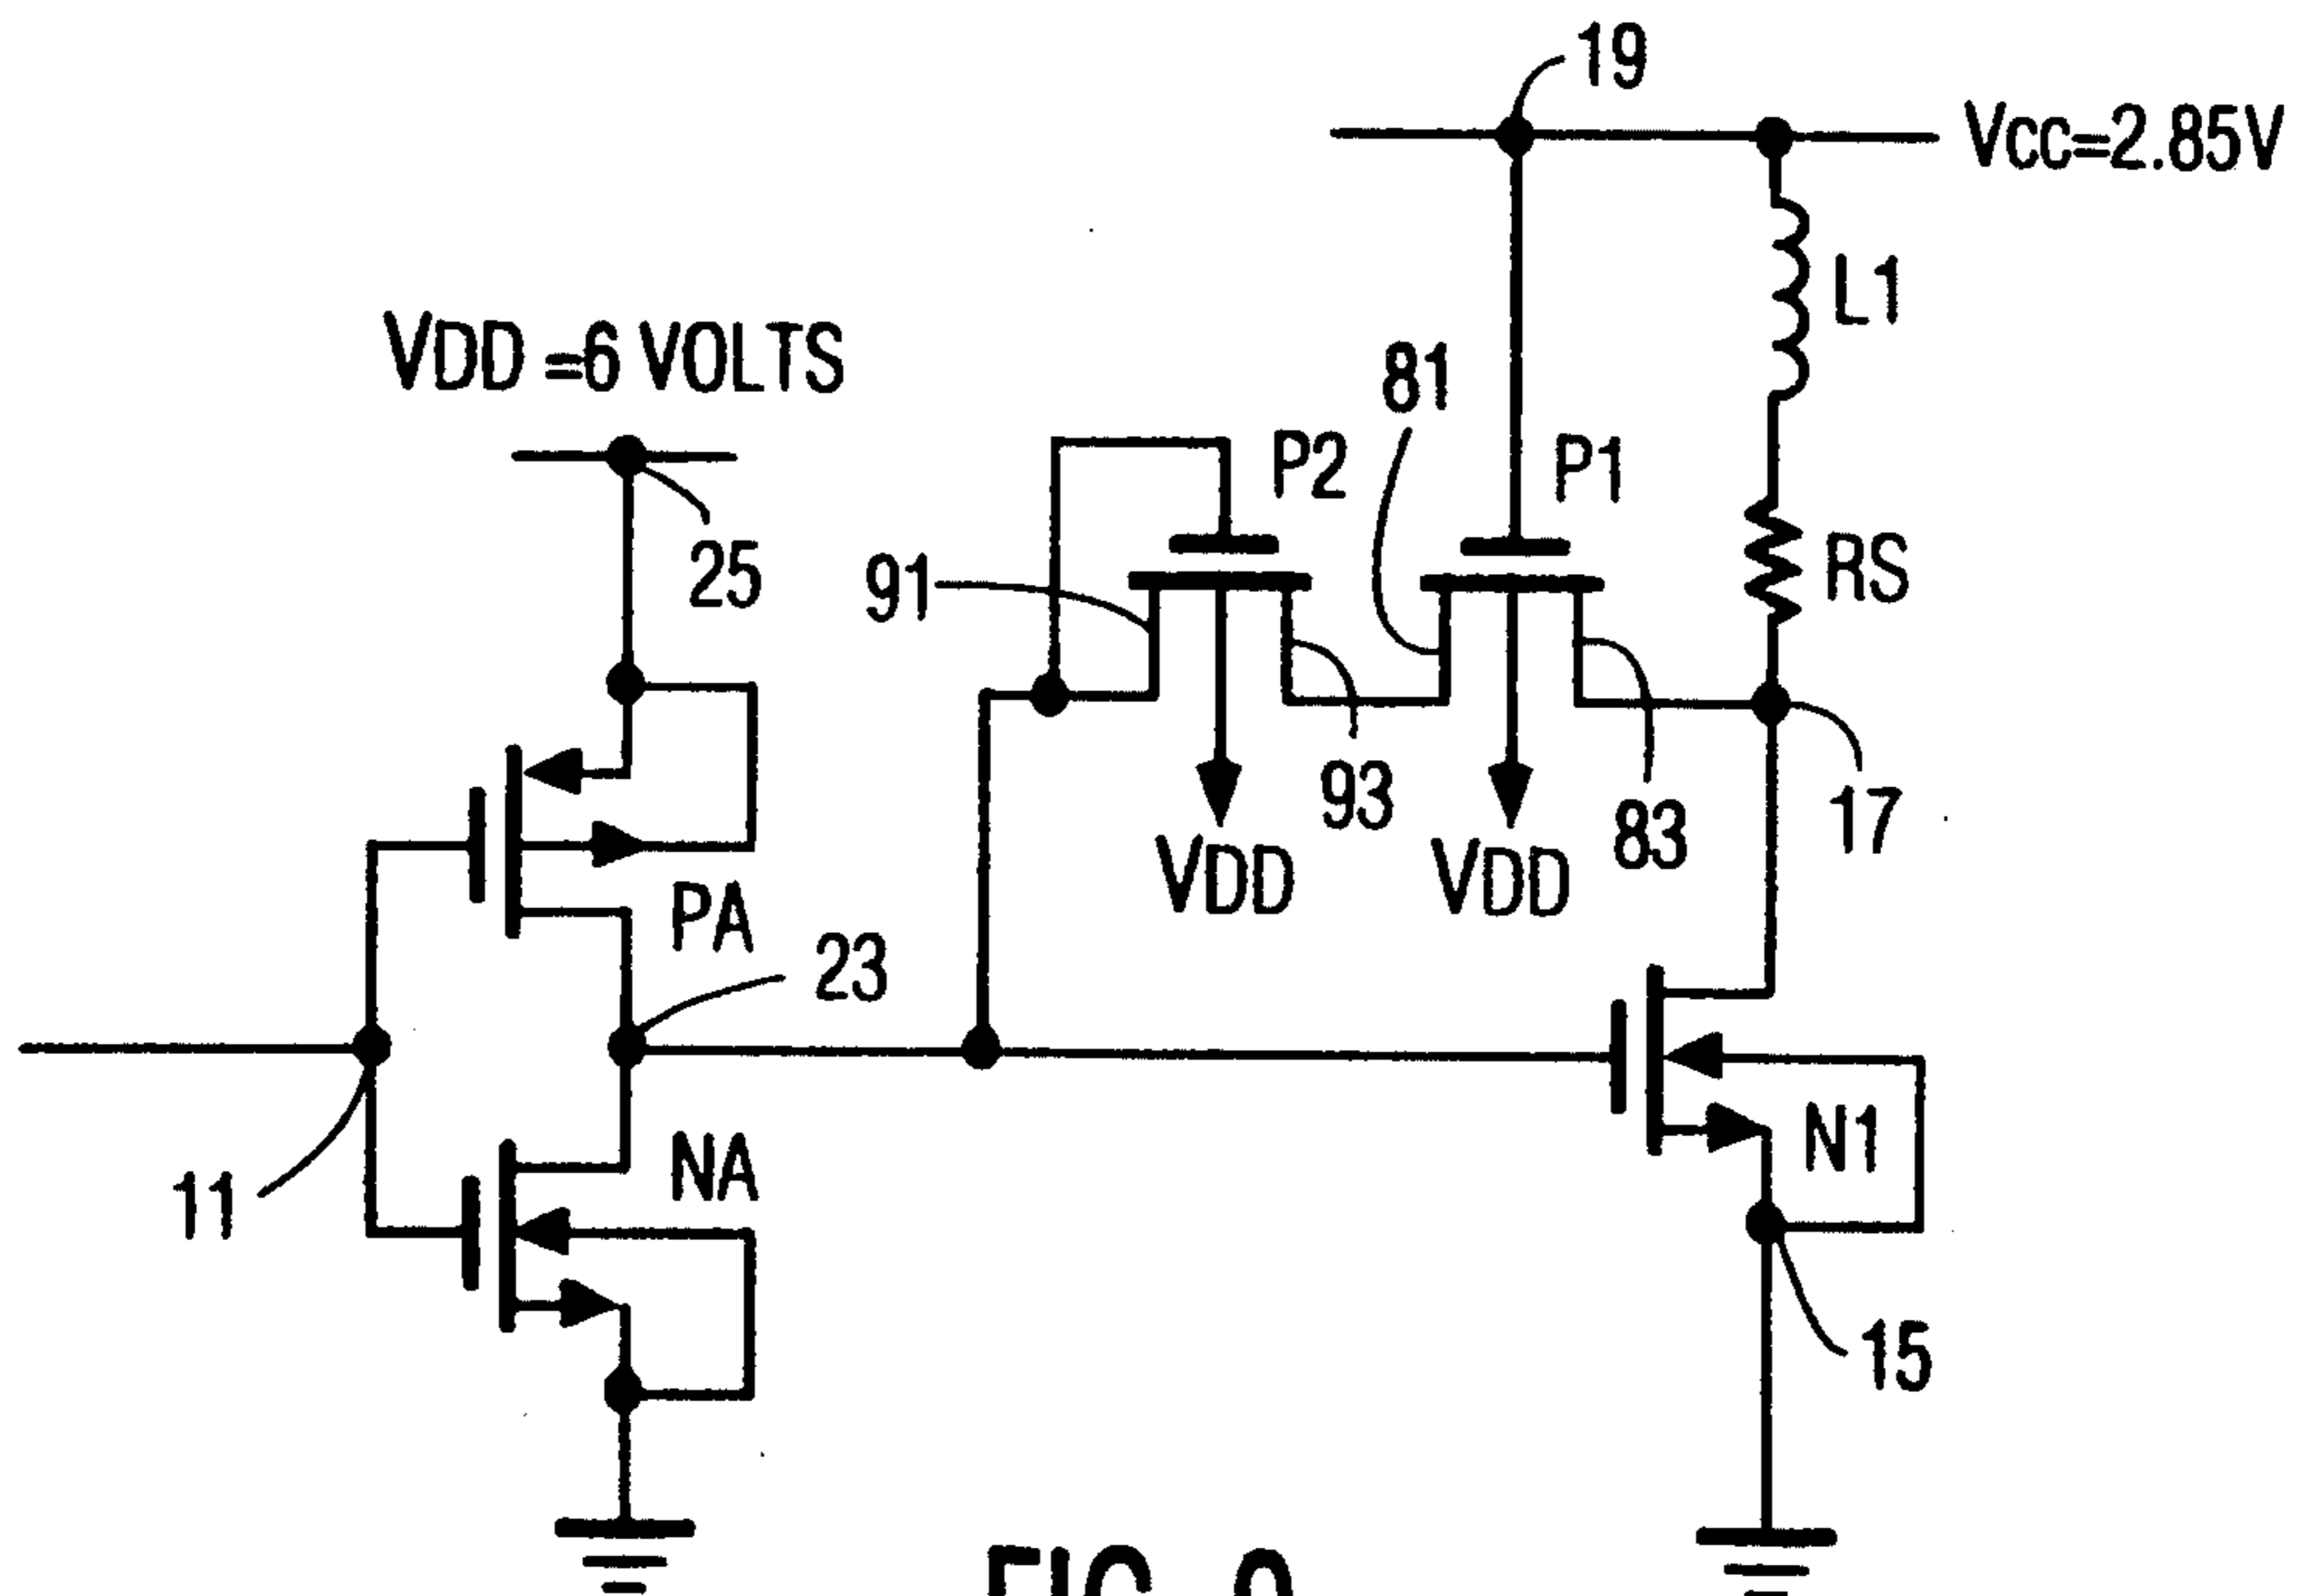 19
VCC=2.85V
L1
VDD =6 VOLTS
81
P2
P1
RS
25
91
93
83
17
VDD
VDD
PA
23
NA
N1
11
15